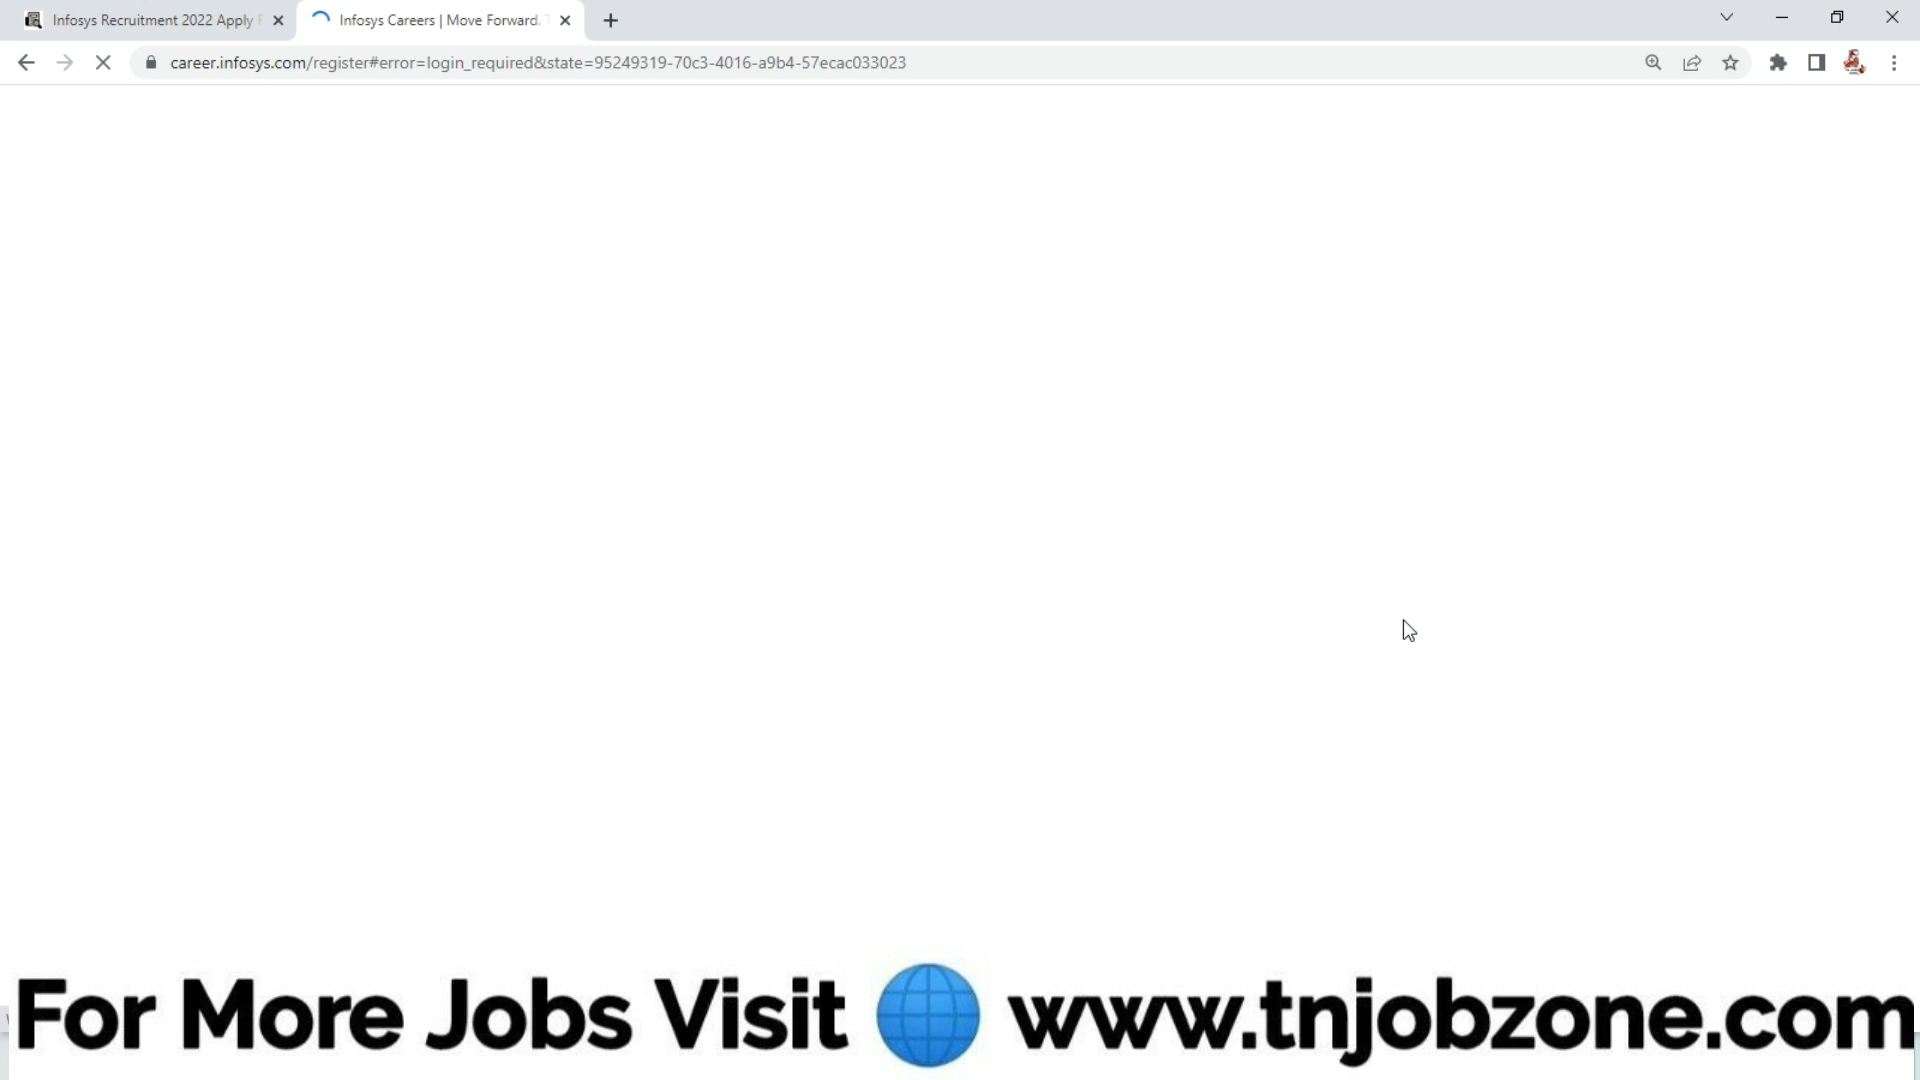 Infosys Recruitment 2022 Apply
Infosys Careers | Move Forward.
career.infosys.com/register#error=login_required&state=95249319-70c3-4016-a9b4-57ecac033023
For More Jobs Visit www.tnjobzone.com